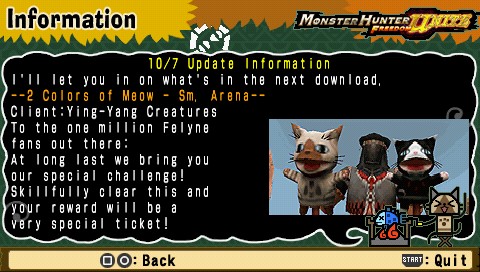 Information
MONSTER HUNTER
FREEDOM UNITE
10/7 Update Information
I'll let you in on what's in the next download.
--2 Colors of Meow - Sm. Arena--
Client:Ying-Yang Creatures
To the one million Felyne
fans out there:
At long last we bring you
our special challenge!
Skillfully clear this and
your reward will be a
very special ticket!
: Back
START: Quit